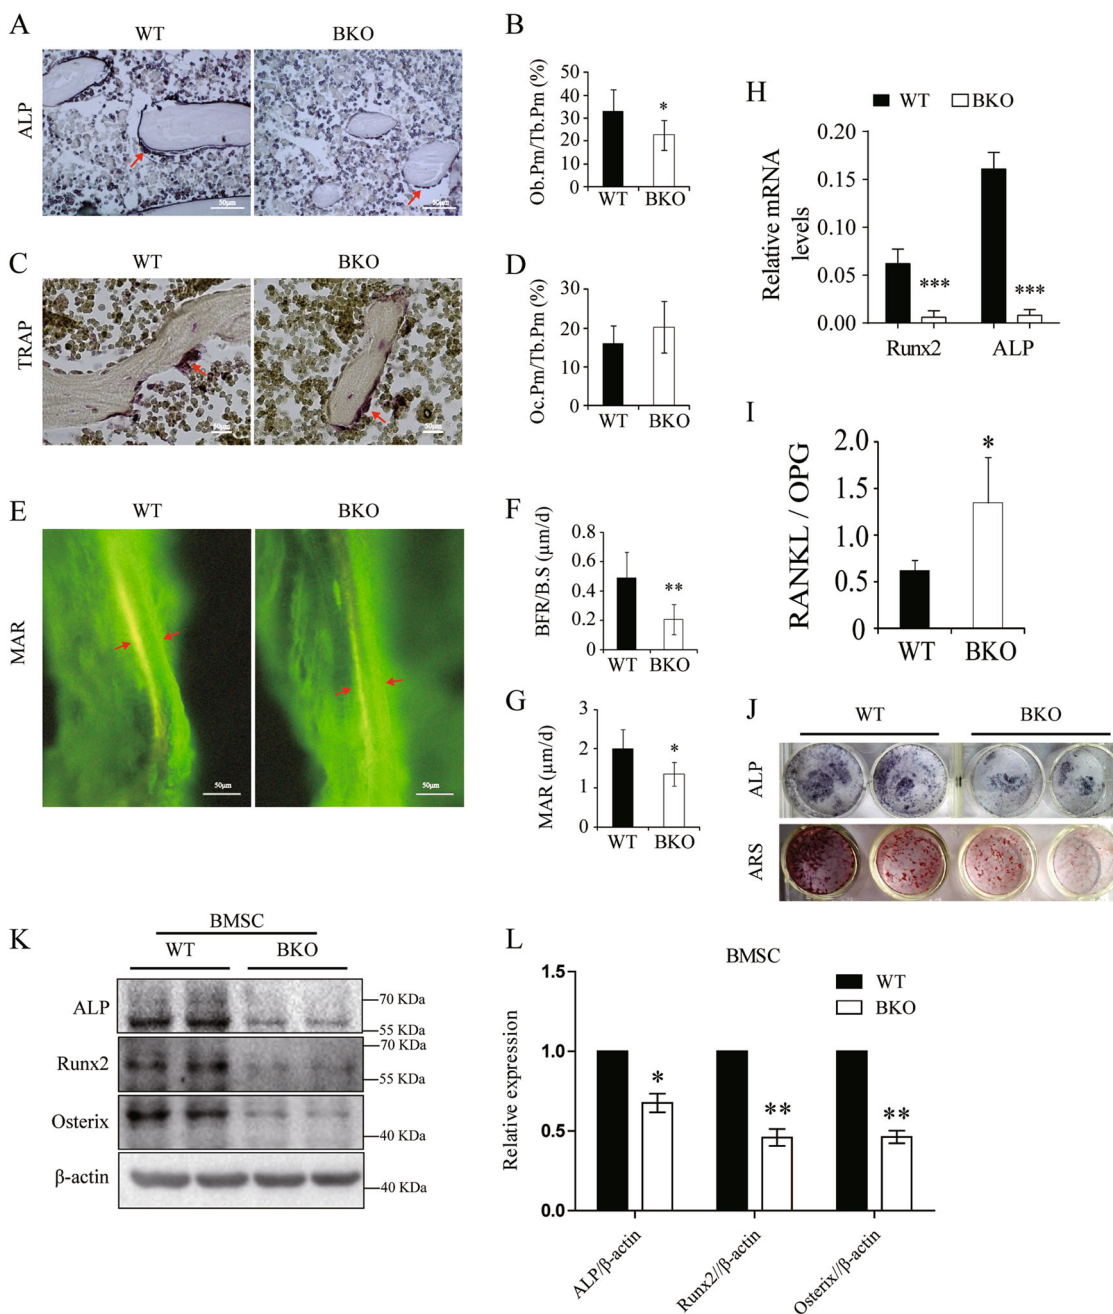 A
WT
BKO
ALP
50μm
50μm
B
Ob.Pm/Tb.Pm (%)
50
40
30
20
10
0
*
WT
BKO
C
WT
BKO
TRAP
50μm
50μm
D
Oc.Pm/Tb.Pm (%)
30
20
10
0
WT
BKO
E
WT
BKO
MAR
50μm
50μm
F
BFR/B.S (μm/d)
0.8
0.6
0.4
0.2
0
**
WT
BKO
G
MAR (μm/d)
3
2
1
0
*
WT
BKO
H
WT
BKO
Relative mRNA
levels
0.20
0.15
0.10
0.05
0.00
***
***
Runx2
ALP
I
RANKL / OPG
2.0
1.5
1.0
0.5
0
*
WT
BKO
J
WT
BKO
ALP
ARS
K
BMSC
WT
BKO
ALP
70 KDa
55 KDa
Runx2
70 KDa
55 KDa
Osterix
40 KDa
β-actin
40 KDa
L
BMSC
WT
BKO
Relative expression
1.5
1.0
0.5
0.0
*
**
**
ALP/β-actin
Runx2//β-actin
Osterix//β-actin